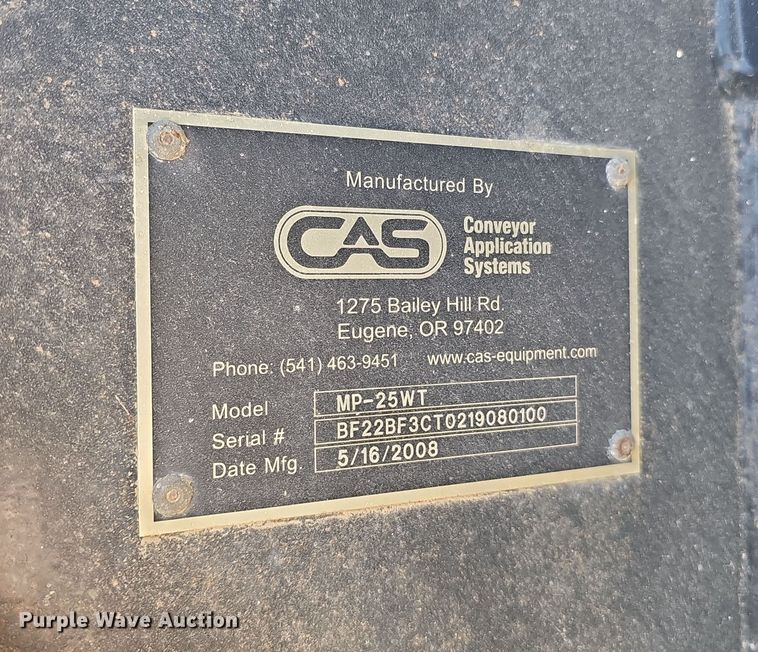 Manufactured By
CAS
Conveyor
Application
Systems
1275 Bailey Hill Rd.
Eugene, OR 97402
Phone: (541) 463-9451 www.cas-equipment.com
Model MP-25WT
Serial # BF22BF3CT0219080100
Date Mfg. 5/16/2008
Purple Wave Auction